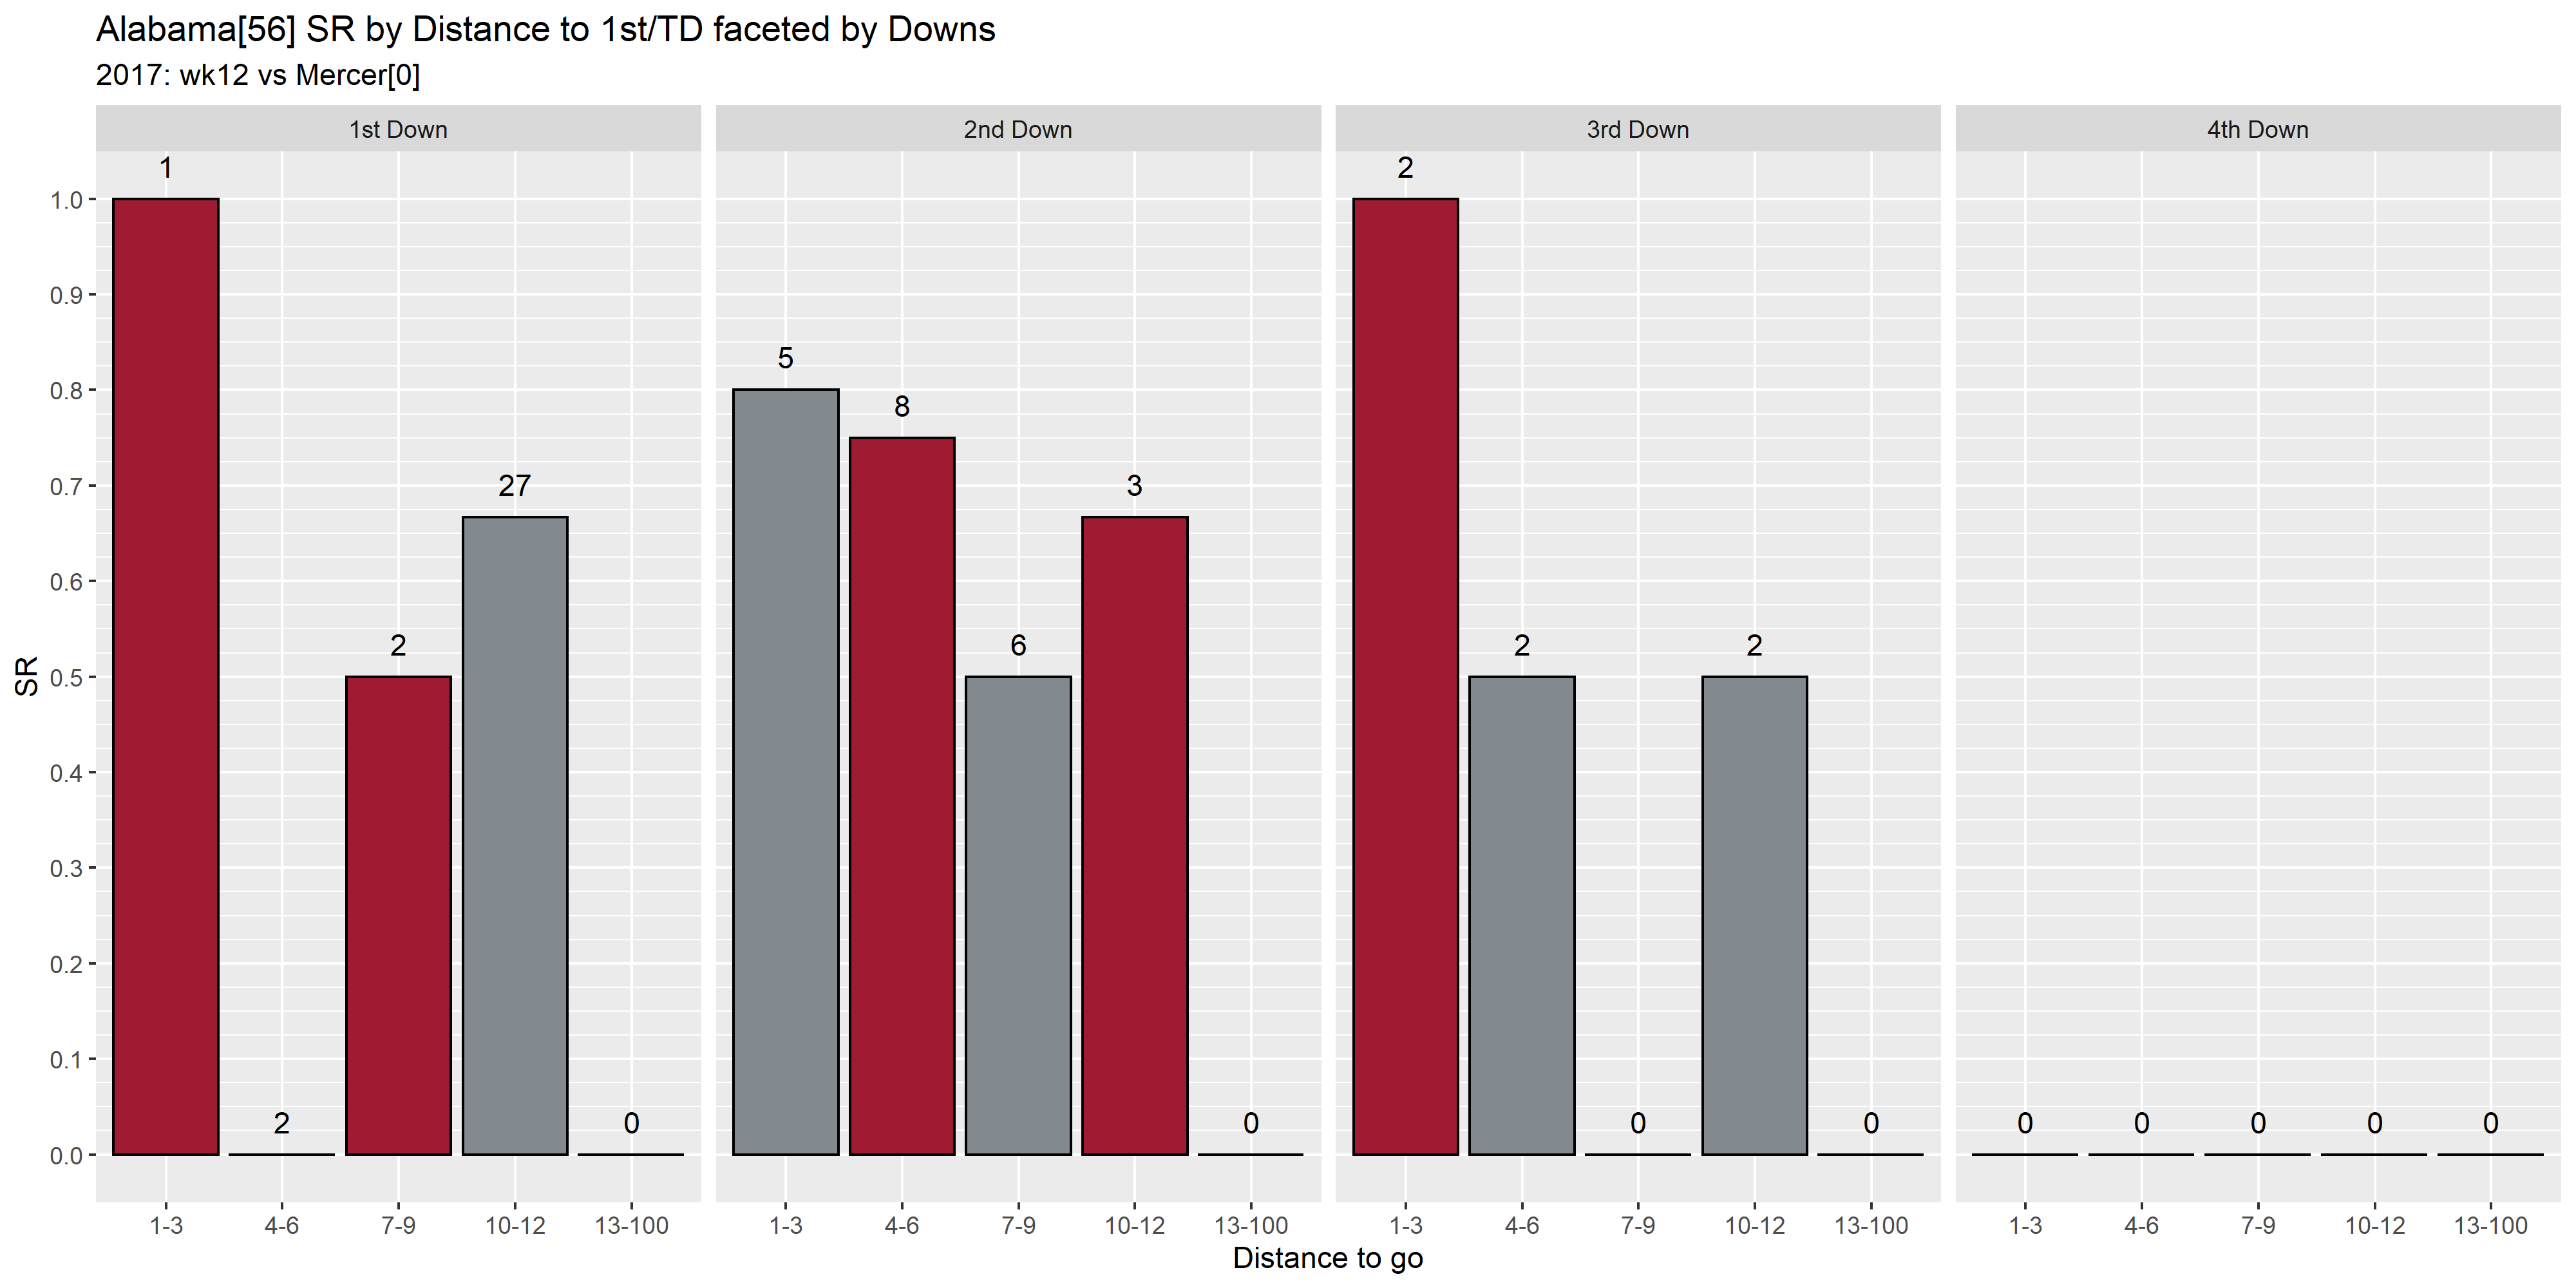 Alabama[56] SR by Distance to 1st/TD faceted by Downs
2017: wk12 vs Mercer[0]
1st Down
2nd Down
3rd Down
4th Down
SR
1.0
0.9
0.8
0.7
0.6
0.5
0.4
0.3
0.2
0.1
0.0
1
2
2
27
0
5
8
6
3
0
2
2
0
2
0
0
0
0
0
0
1-3 4-6 7-9 10-12 13-100
1-3 4-6 7-9 10-12 13-100
1-3 4-6 7-9 10-12 13-100
1-3 4-6 7-9 10-12 13-100
Distance to go